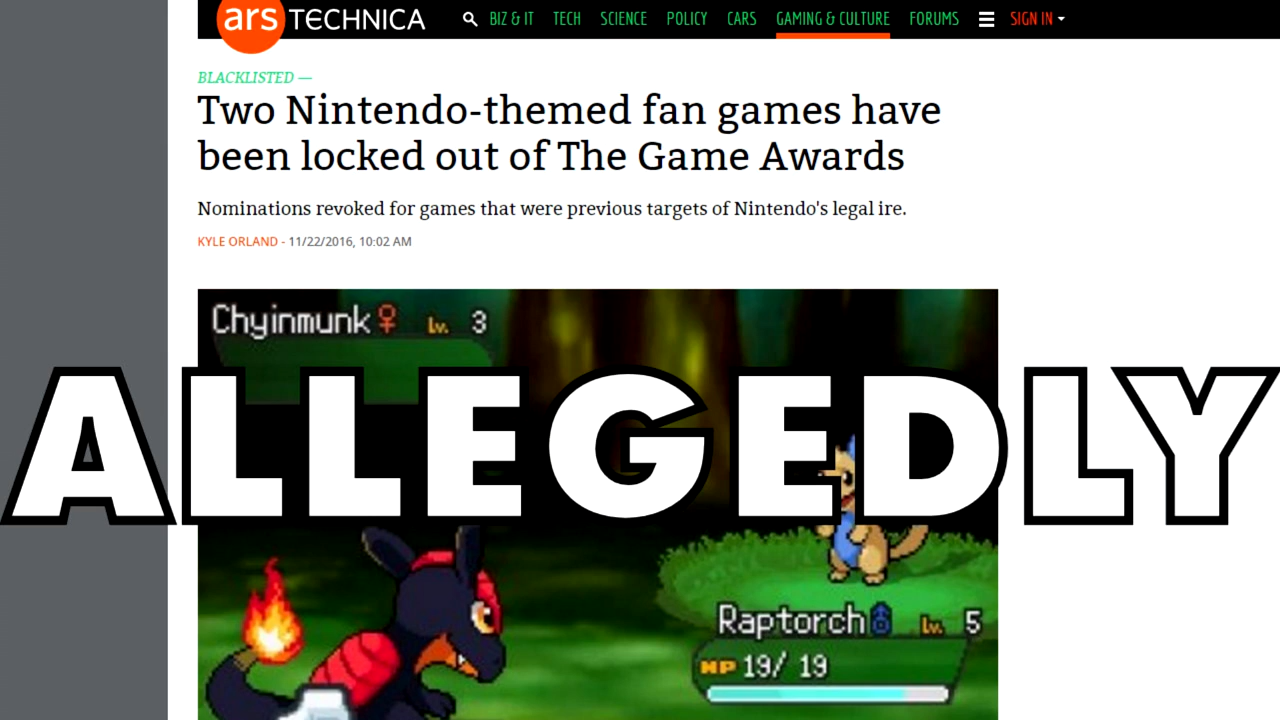 ars TECHNICA BIZ & IT TECH SCIENCE POLICY CARS GAMING & CULTURE FORUMS SIGN IN
BLACKLISTED —
Two Nintendo-themed fan games have
been locked out of The Game Awards
Nominations revoked for games that were previous targets of Nintendo's legal ire.
KYLE ORLAND - 11/22/2016, 10:02 AM
Chyinmunk♀ Lv. 3
ALLEGEDLY
Raptorch♂ Lv. 5
HP 19/ 19